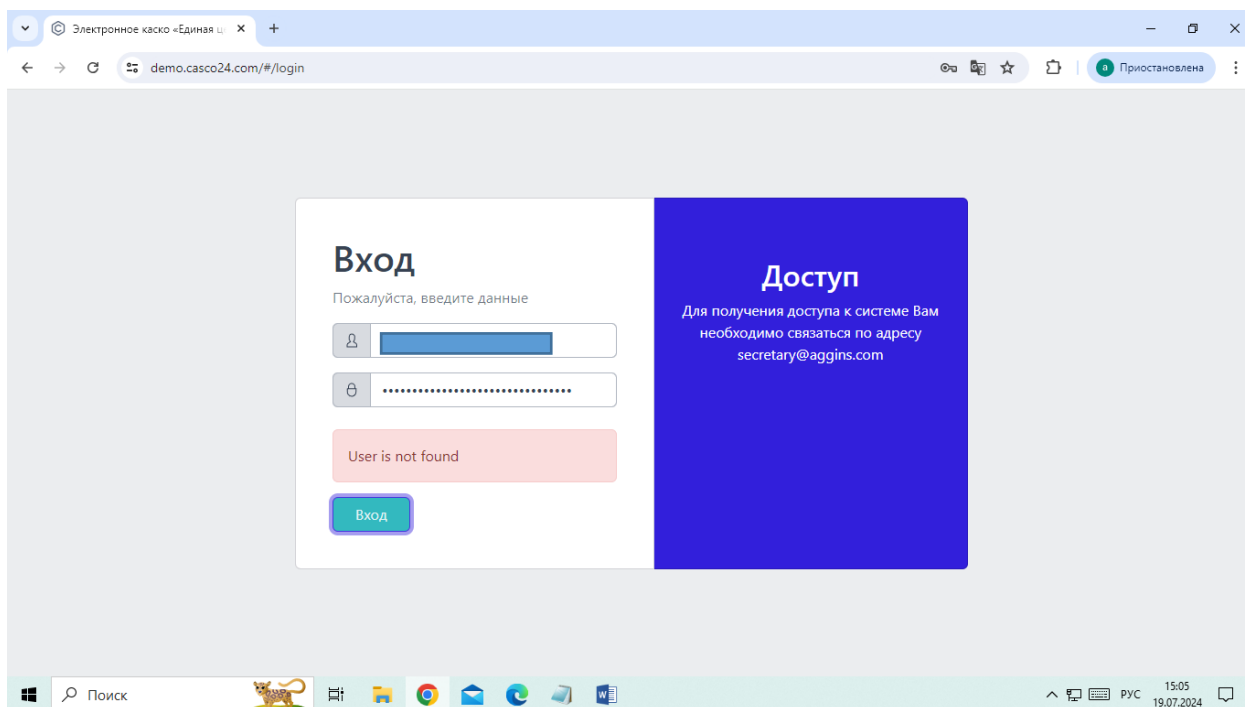 Электронное каско «Единая ц
demo.casco24.com/#/login
а
Приостановлена
Вход
Пожалуйста, введите данные
••••••••••••••••••••••••••••••••
User is not found
Вход
Доступ
Для получения доступа к системе Вам
необходимо связаться по адресу
secretary@aggins.com
Поиск
РУС
15:05
19.07.2024